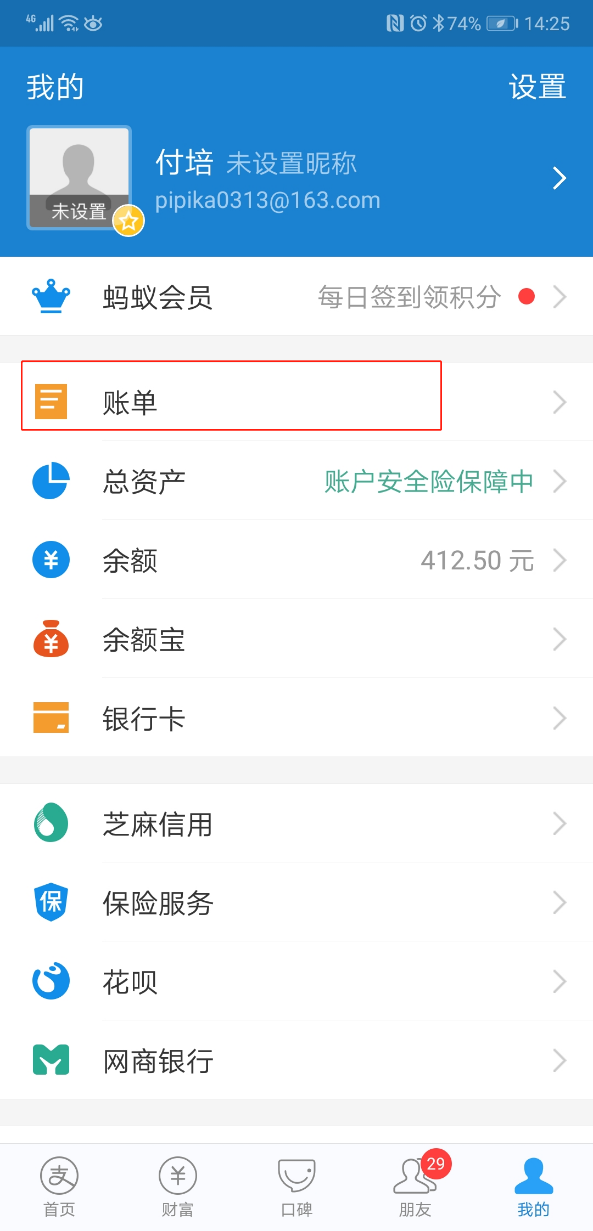 4G 74% 14:25
我的 设置
付培 未设置昵称
未设置 pipika0313@163.com
蚂蚁会员 每日签到领积分
账单
总资产 账户安全险保障中
¥ 余额 412.50 元
¥ 余额宝
银行卡
芝麻信用
保 保险服务
花呗
网商银行
支 ¥ 29
首页 财富 口碑 朋友 我的